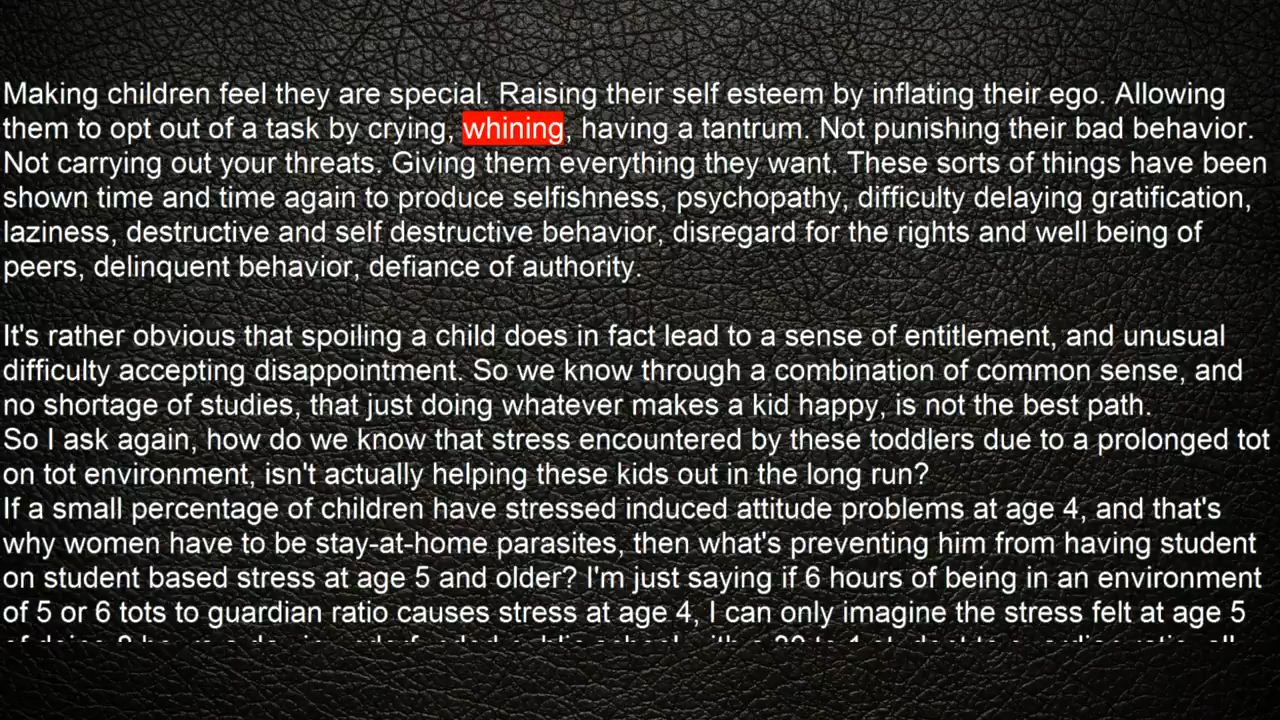 Making children feel they are special. Raising their self esteem by inflating their ego. Allowing
them to opt out of a task by crying, whining, having a tantrum. Not punishing their bad behavior.
Not carrying out your threats. Giving them everything they want. These sorts of things have been
shown time and time again to produce selfishness, psychopathy, difficulty delaying gratification,
laziness, destructive and self destructive behavior, disregard for the rights and well being of
peers, delinquent behavior, defiance of authority.
It's rather obvious that spoiling a child does in fact lead to a sense of entitlement, and unusual
difficulty accepting disappointment. So we know through a combination of common sense, and
no shortage of studies, that just doing whatever makes a kid happy, is not the best path.
So I ask again, how do we know that stress encountered by these toddlers due to a prolonged tot
on tot environment, isn't actually helping these kids out in the long run?
If a small percentage of children have stressed induced attitude problems at age 4, and that's
why women have to be stay-at-home parasites, then what's preventing him from having student
on student based stress at age 5 and older? I'm just saying if 6 hours of being in an environment
of 5 or 6 tots to guardian ratio causes stress at age 4, I can only imagine the stress felt at age 5